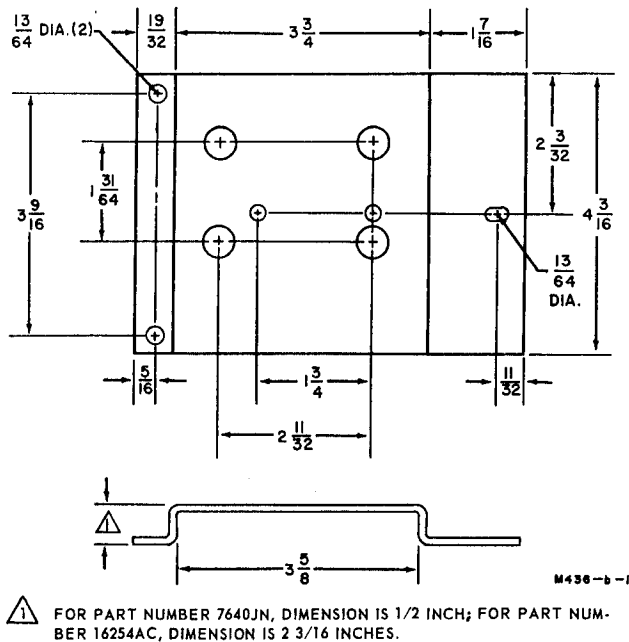 13/64 DIA. (2)
19/32
3 3/4
1 7/16
2 3/32
1 31/64
3 9/16
4 3/16
13/64 DIA.
5/16
1 3/4
11/32
2 11/32
1
3 5/8
M436-b-1
1 FOR PART NUMBER 7640JN, DIMENSION IS 1/2 INCH; FOR PART NUM-
BER 16254AC, DIMENSION IS 2 3/16 INCHES.